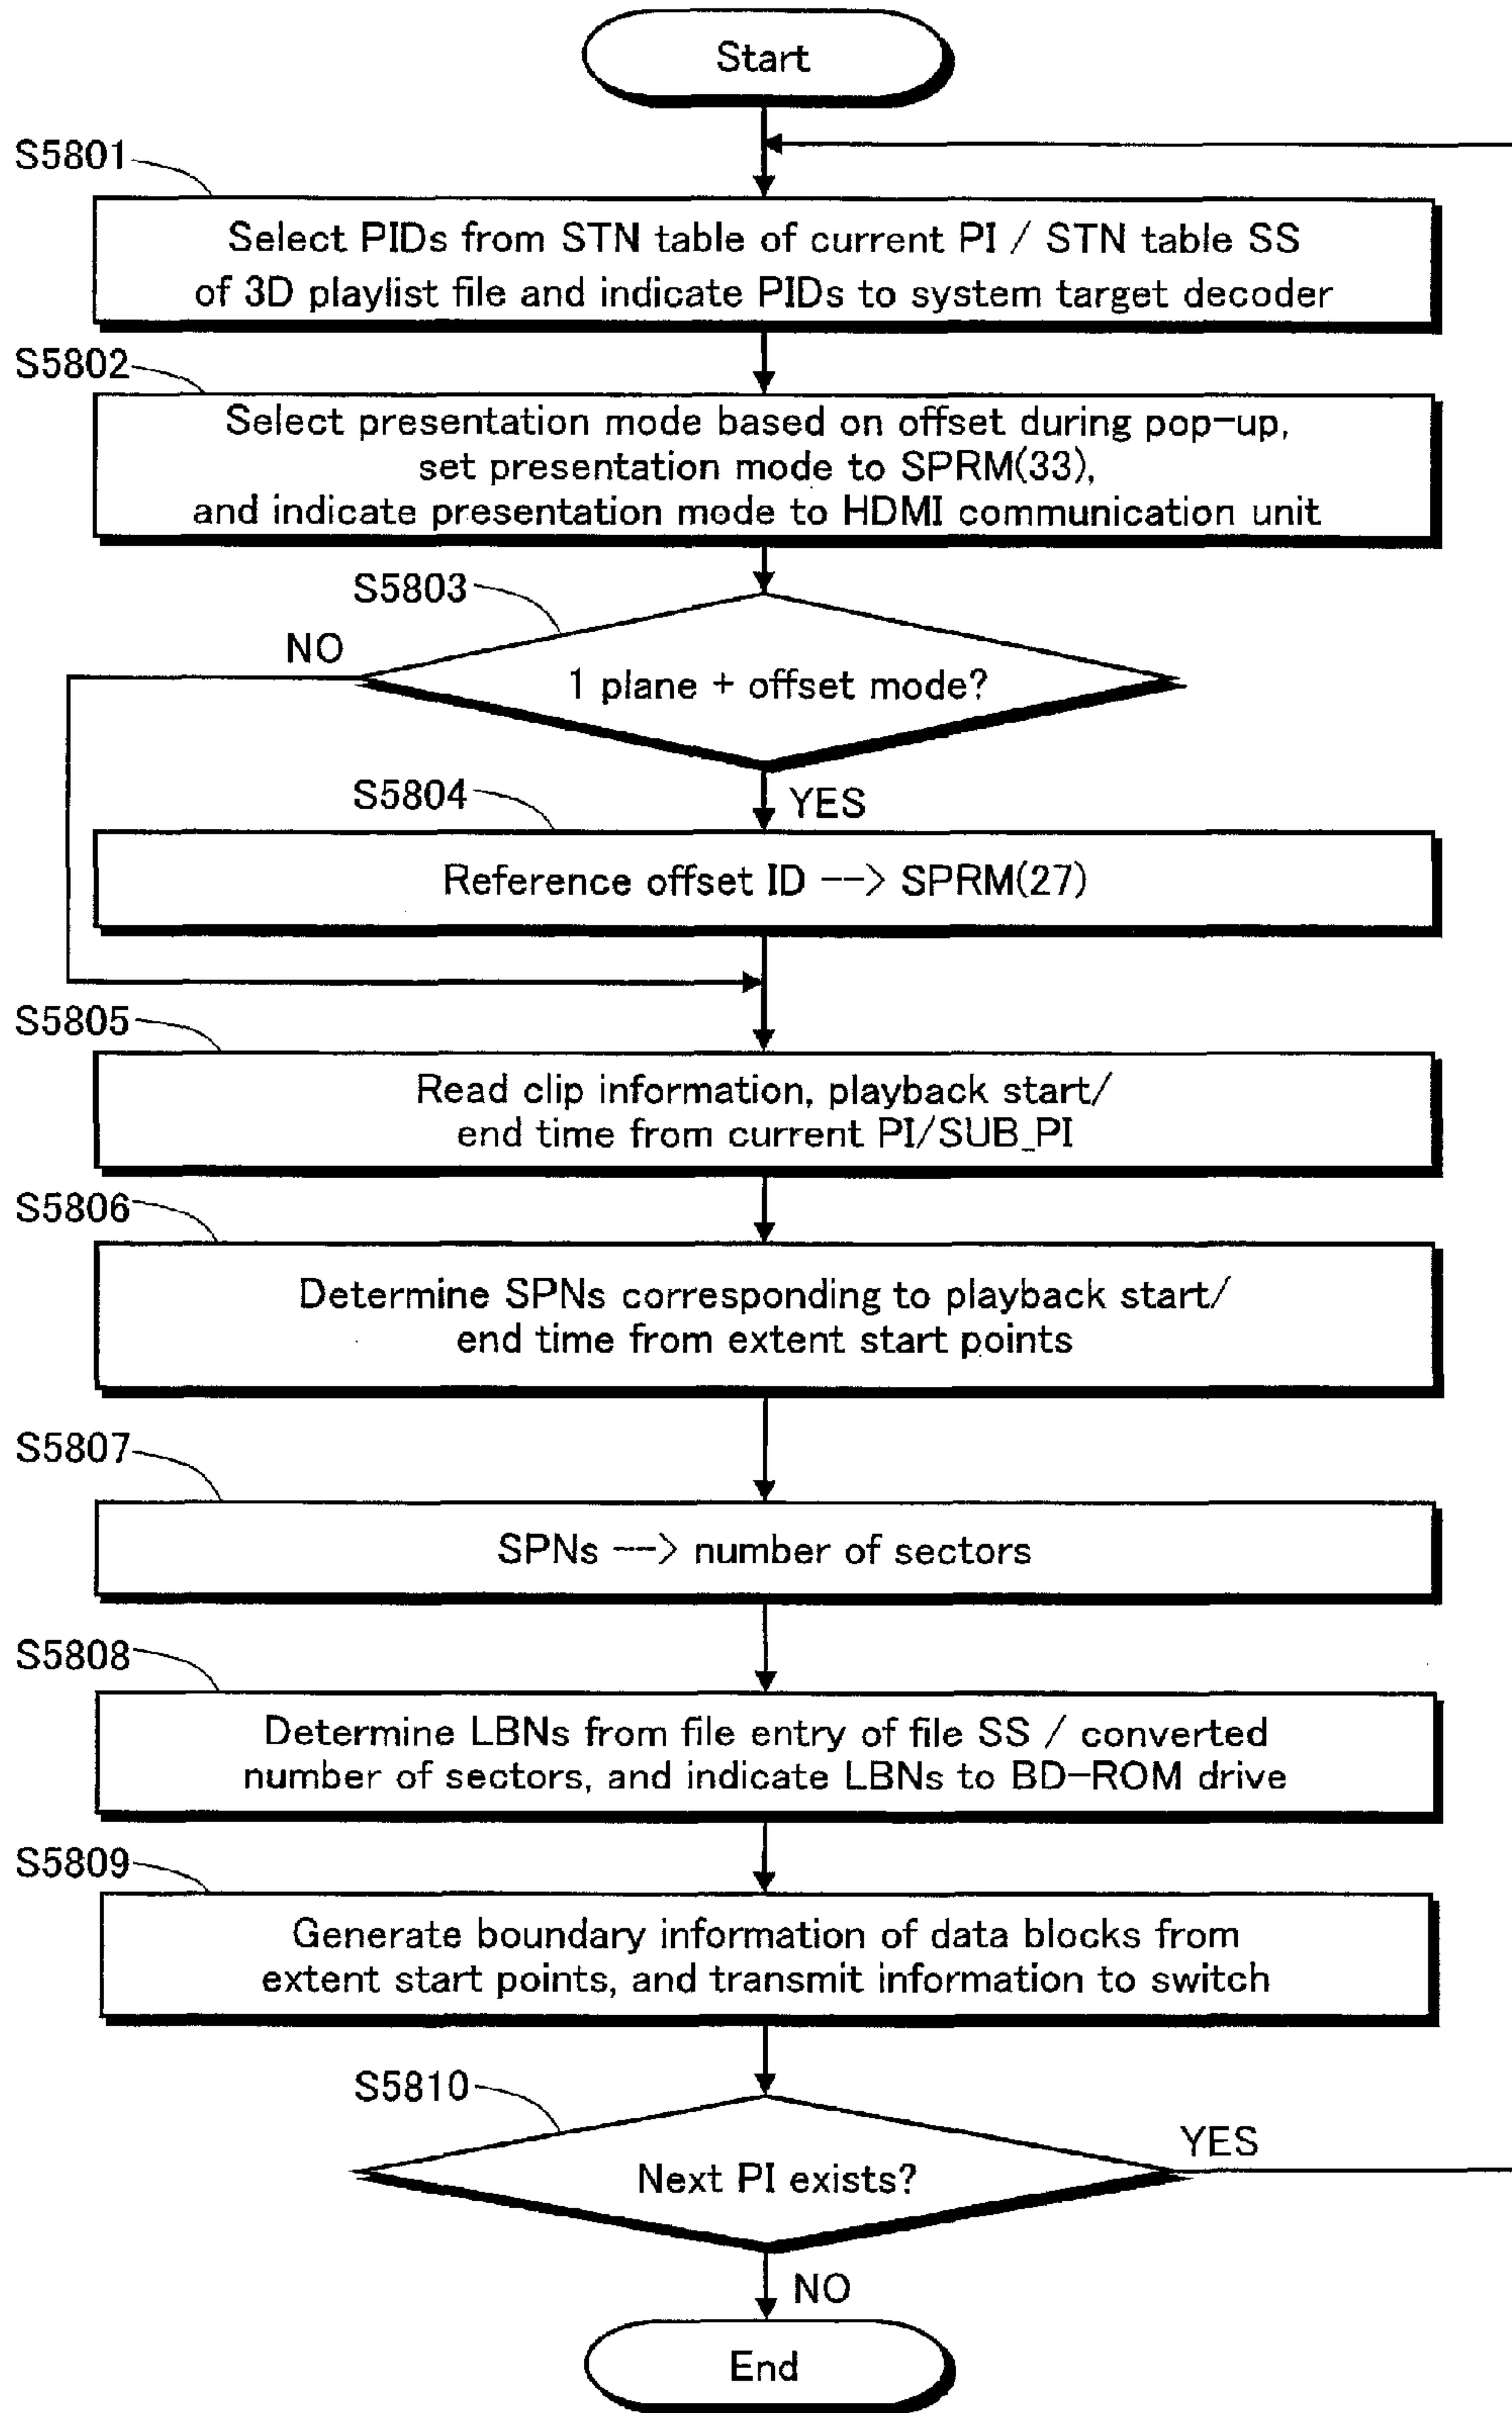 Start
S5801
Select PIDs from STN table of current PI / STN table SS
of 3D playlist file and indicate PIDs to system target decoder
S5802
Select presentation mode based on offset during pop-up,
set presentation mode to SPRM(33),
and indicate presentation mode to HDMI communication unit
S5803
NO
1 plane + offset mode?
S5804
YES
Reference offset ID --> SPRM(27)
S5805
Read clip information, playback start/
end time from current PI/SUB_PI
S5806
Determine SPNs corresponding to playback start/
end time from extent start points
S5807
SPNs --> number of sectors
S5808
Determine LBNs from file entry of file SS / converted
number of sectors, and indicate LBNs to BD-ROM drive
S5809
Generate boundary information of data blocks from
extent start points, and transmit information to switch
S5810
YES
Next PI exists?
NO
End